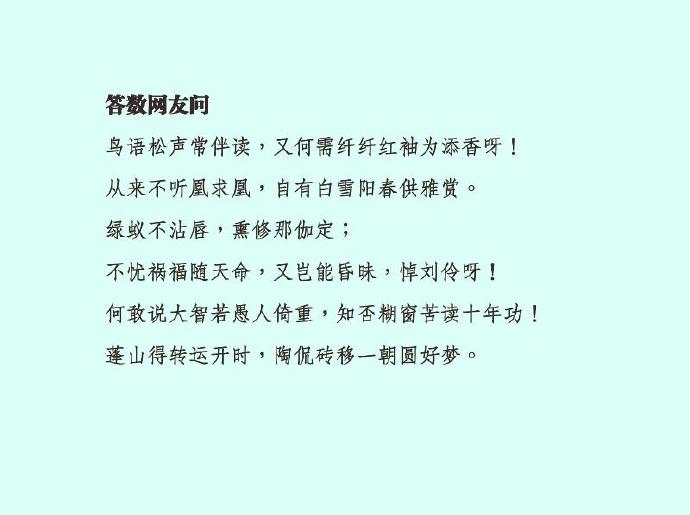 答数网友问
鸟语松声常伴读，又何需纤纤红袖为添香呀！
从来不听凰求凰，自有白雪阳春供雅赏。
绿蚁不沾唇，熏修那伽定；
不忧祸福随天命，又岂能昏昧，悼刘伶呀！
何敢说大智若愚人倚重，知否糊窗苦读十年功！
蓬山得转运开时，陶侃砖移一朝圆好梦。